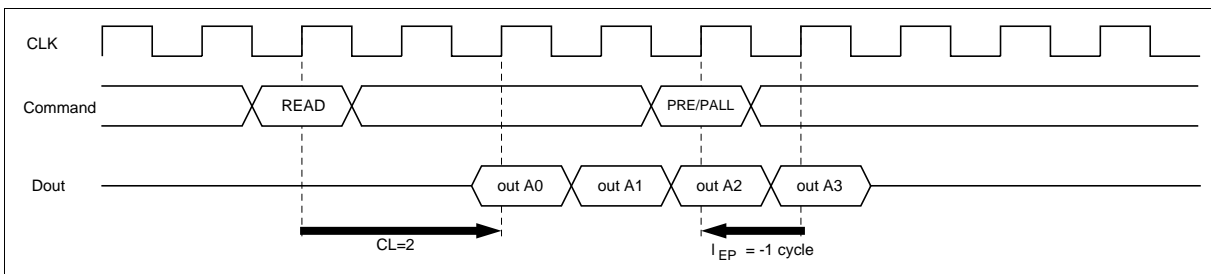 CLK
Command
READ
PRE/PALL
Dout
out A0
out A1
out A2
out A3
CL=2
l EP = -1 cycle